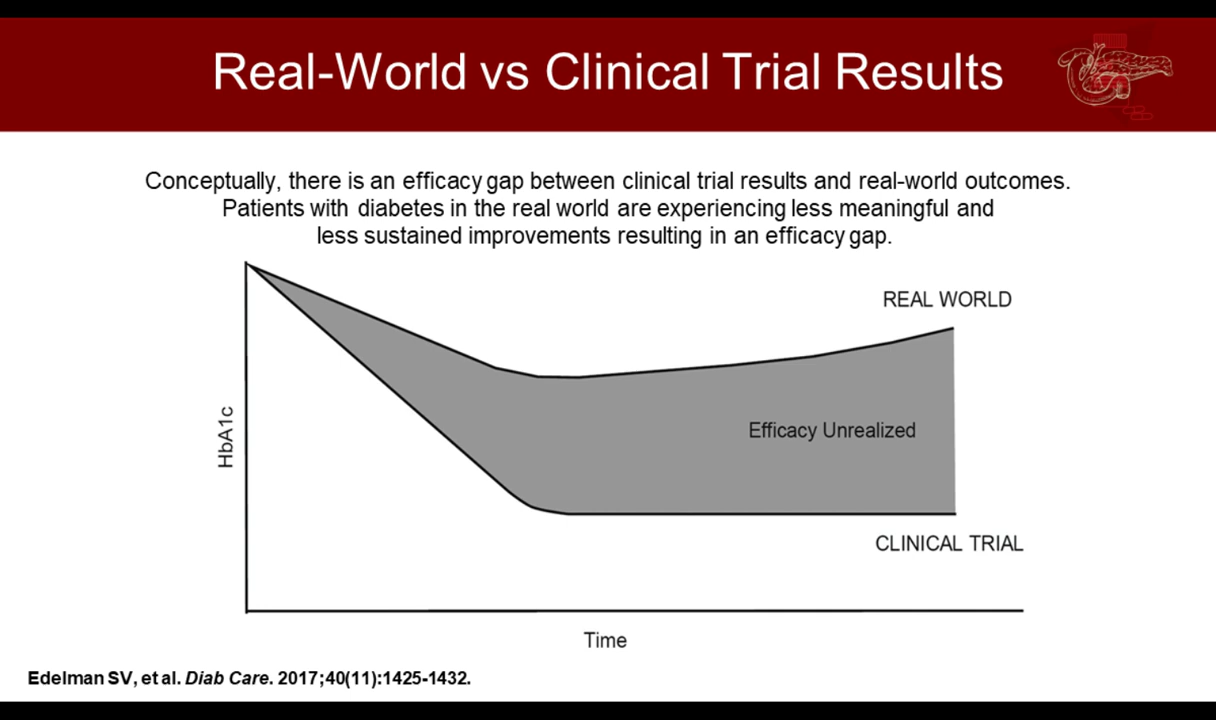 Real-World vs Clinical Trial Results
Conceptually, there is an efficacy gap between clinical trial results and real-world outcomes.
Patients with diabetes in the real world are experiencing less meaningful and
less sustained improvements resulting in an efficacy gap.
REAL WORLD
HbA1c
Efficacy Unrealized
CLINICAL TRIAL
Time
Edelman SV, et al. Diab Care. 2017;40(11):1425-1432.